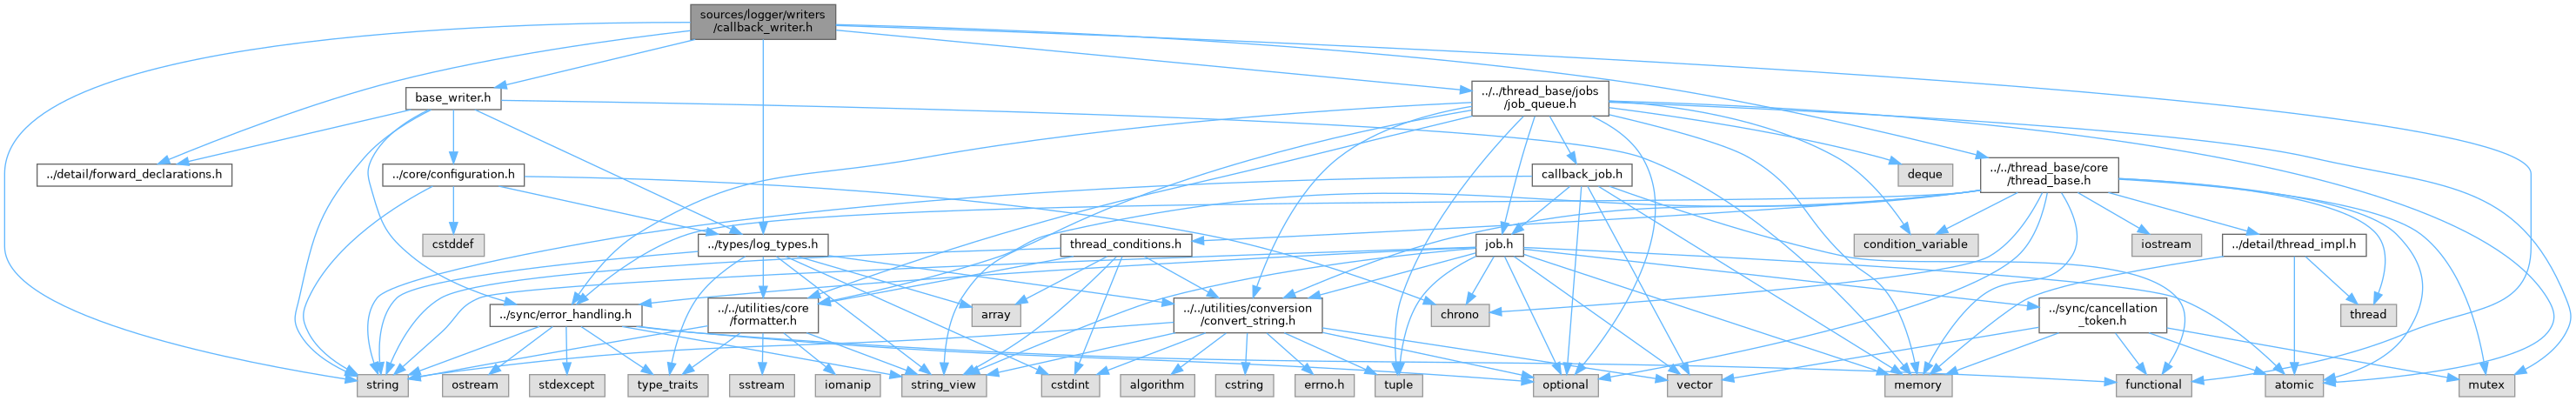 sources/logger/writers
/callback_writer.h
../../thread_base/jobs
/job_queue.h
base_writer.h
../detail/forward_declarations.h
../core/configuration.h
callback_job.h
deque
../../thread_base/core
/thread_base.h
cstddef
../types/log_types.h
thread_conditions.h
job.h
condition_variable
iostream
../detail/thread_impl.h
../sync/error_handling.h
../../utilities/core
/formatter.h
array
../../utilities/conversion
/convert_string.h
chrono
../sync/cancellation
_token.h
thread
string
ostream
stdexcept
type_traits
sstream
iomanip
string_view
cstdint
algorithm
cstring
errno.h
tuple
optional
vector
memory
functional
atomic
mutex